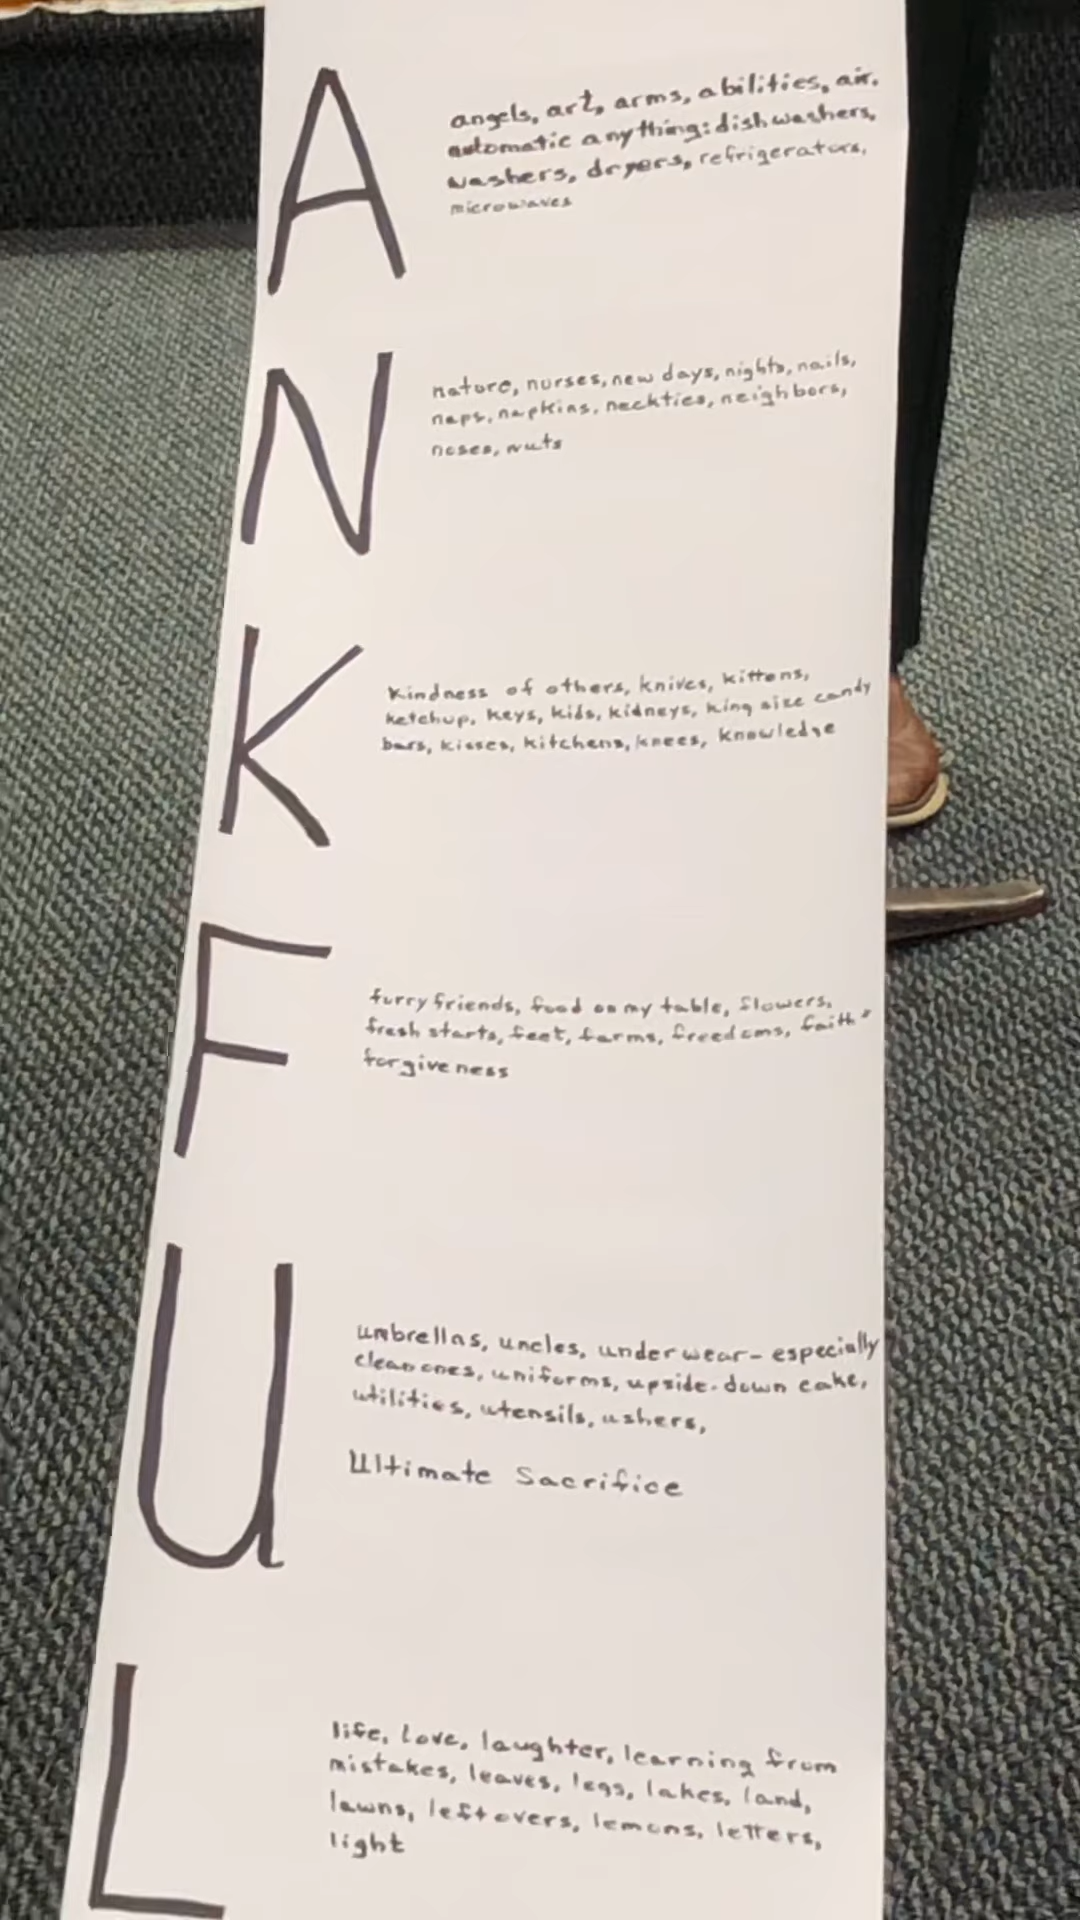 A
angels, art, arms, abilities, air,
automatic anything: dishwashers,
washers, dryers, refrigerators,
microwaves
N
nature, nurses, new days, nights, nails,
naps, napkins, neckties, neighbors,
noses, nuts
K
kindness of others, knives, kittens,
ketchup, keys, kids, kidneys, king size candy
bars, kisses, kitchens, knees, knowledge
F
furry friends, food on my table, flowers,
fresh starts, feet, farms, freedoms, faith
forgiveness
U
umbrellas, uncles, underwear- especially
clean ones, uniforms, upside-down cake,
utilities, utensils, ushers,
Ultimate Sacrifice
L
life, love, laughter, learning from
mistakes, leaves, legs, lakes, land,
lawns, leftovers, lemons, letters,
light